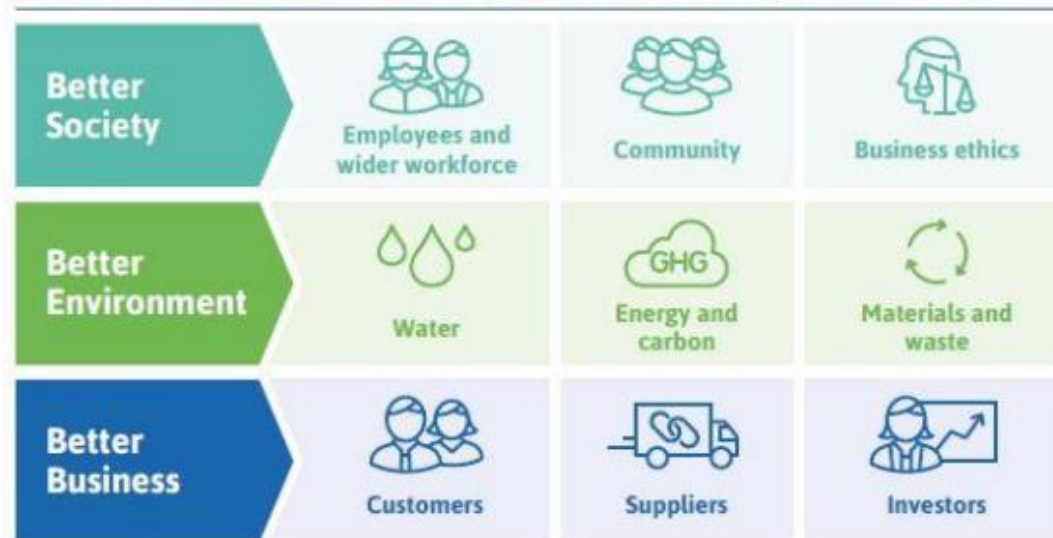 Better
Society
Employees and
wider workforce
Community
Business ethics
Better
Environment
Water
GHG
Energy and
carbon
Materials and
waste
Better
Business
Customers
Suppliers
Investors